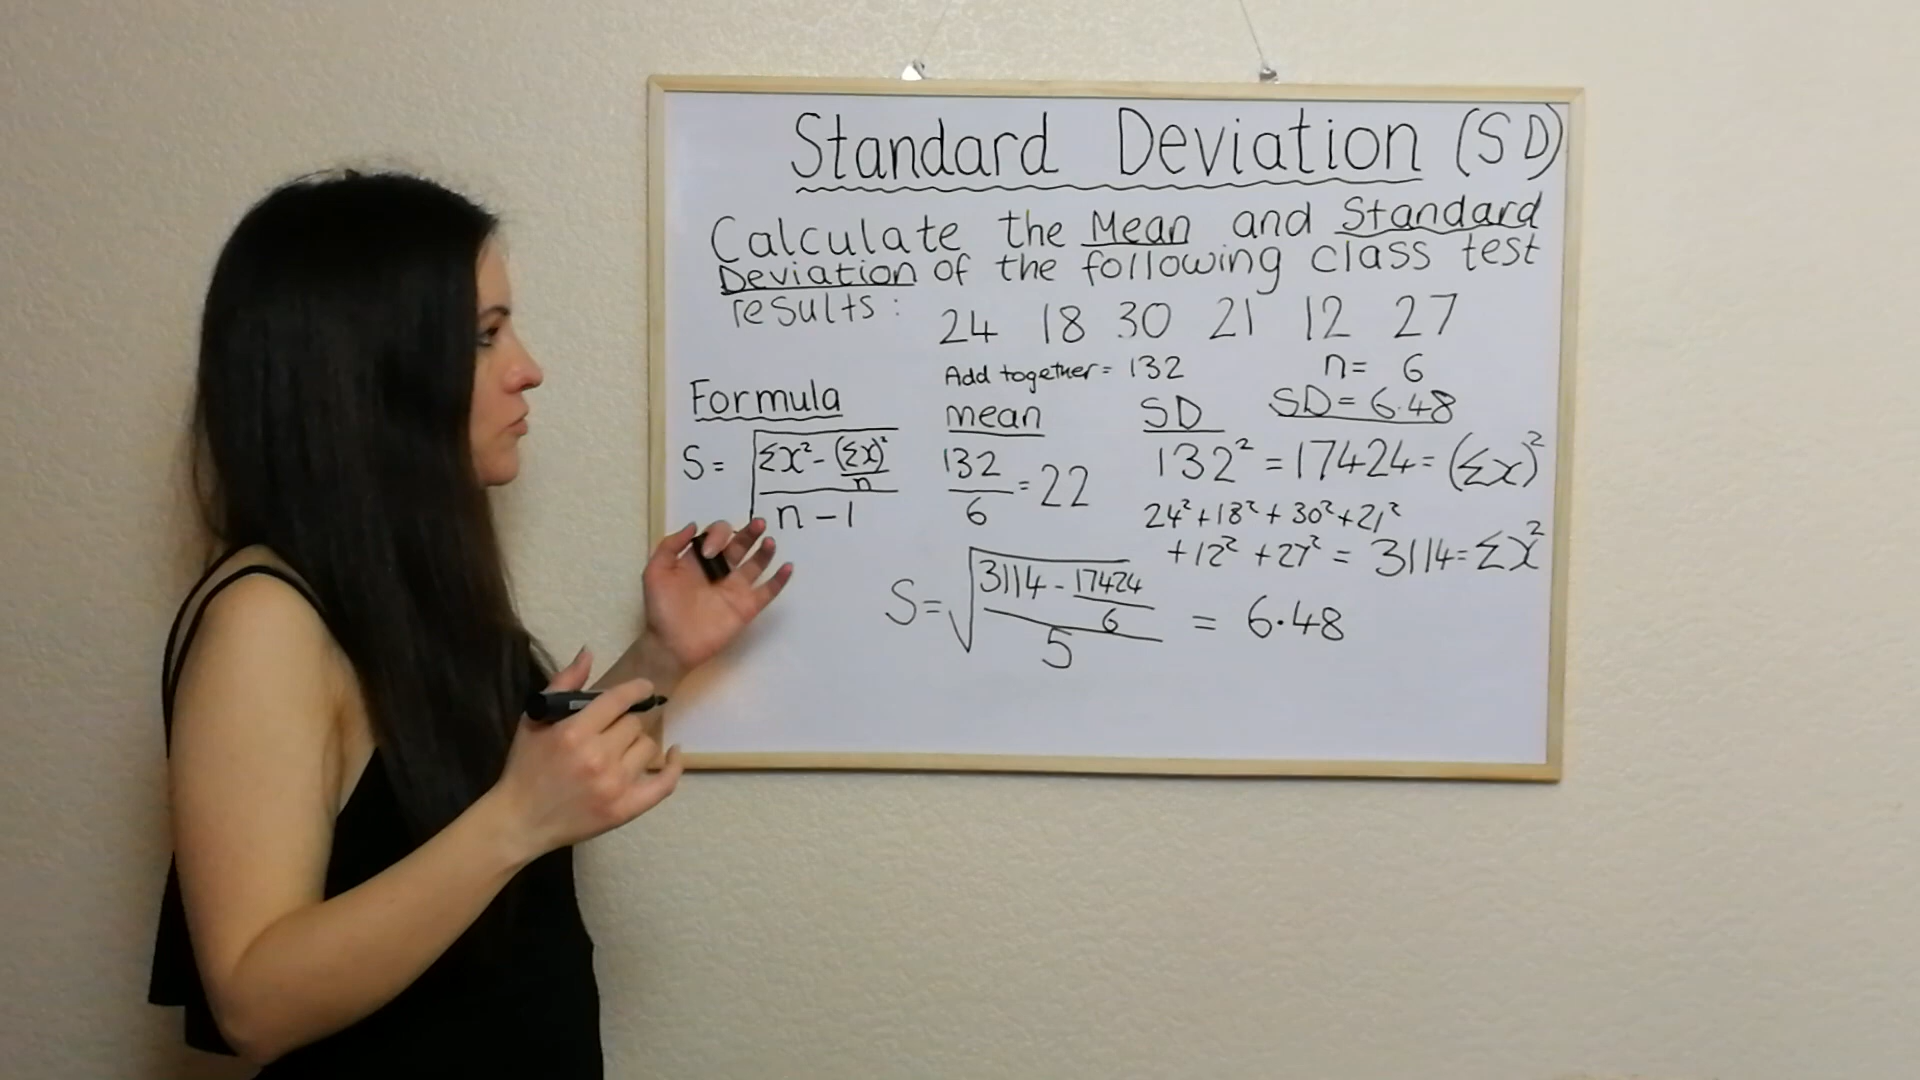 Standard Deviation (SD)
Calculate the Mean and Standard
Deviation of the following class test
results: 24 18 30 21 12 27
Add together = 132 n = 6
Formula mean SD SD = 6.48
S = √((Σx² - (Σx)²/n)/(n - 1))
132/6 = 22
132² = 17424 = (Σx)²
24² + 18² + 30² + 21²
+ 12² + 27² = 3114 = Σx²
S = √((3114 - 17424/6)/5) = 6.48